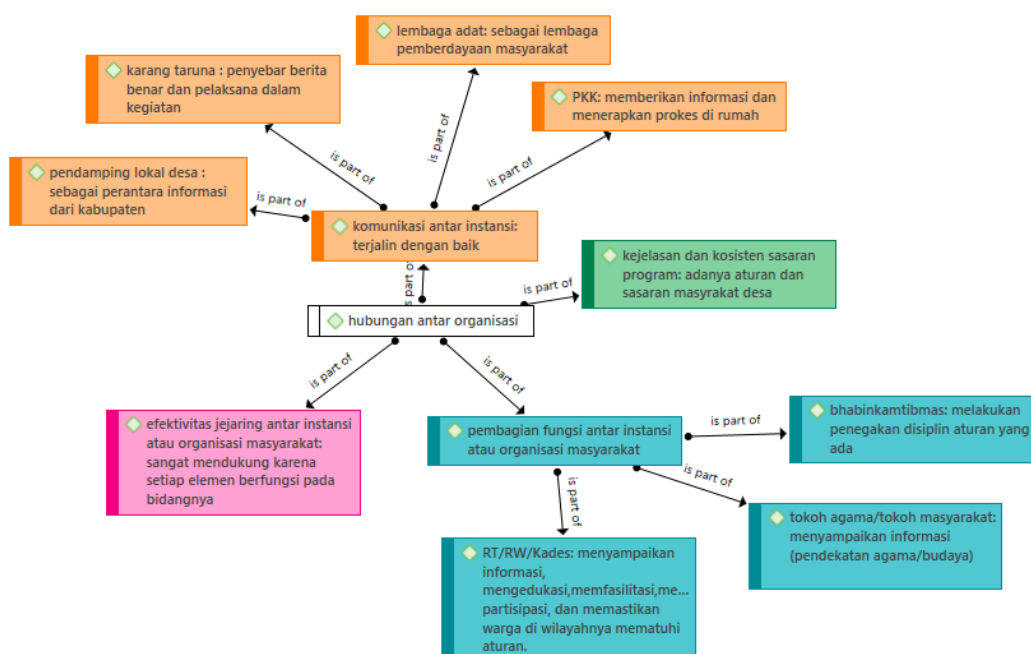 lembaga adat: sebagai lembaga
pemberdayaan masyarakat
karang taruna : penyebar berita
benar dan pelaksana dalam
kegiatan
PKK: memberikan informasi dan
menerapkan prokes di rumah
is part of
is part of
is part of
pendamping lokal desa :
sebagai perantara informasi
dari kabupaten
is part of
komunikasi antar instansi:
terjalin dengan baik
kejelasan dan kosisten sasaran
program: adanya aturan dan
sasaran masyrakat desa
is part of
is part of
hubungan antar organisasi
is part of
is part of
efektivitas jejaring antar instansi
atau organisasi masyarakat:
sangat mendukung karena
setiap elemen berfungsi pada
bidangnya
pembagian fungsi antar instansi
atau organisasi masyarakat
is part of
bhabinkamtibmas: melakukan
penegakan disiplin aturan yang
ada
is part of
is part of
tokoh agama/tokoh masyarakat:
menyampaikan informasi
(pendekatan agama/budaya)
RT/RW/Kades: menyampaikan
informasi,
mengedukasi,memfasilitasi,me...
partisipasi, dan memastikan
warga di wilayahnya mematuhi
aturan.